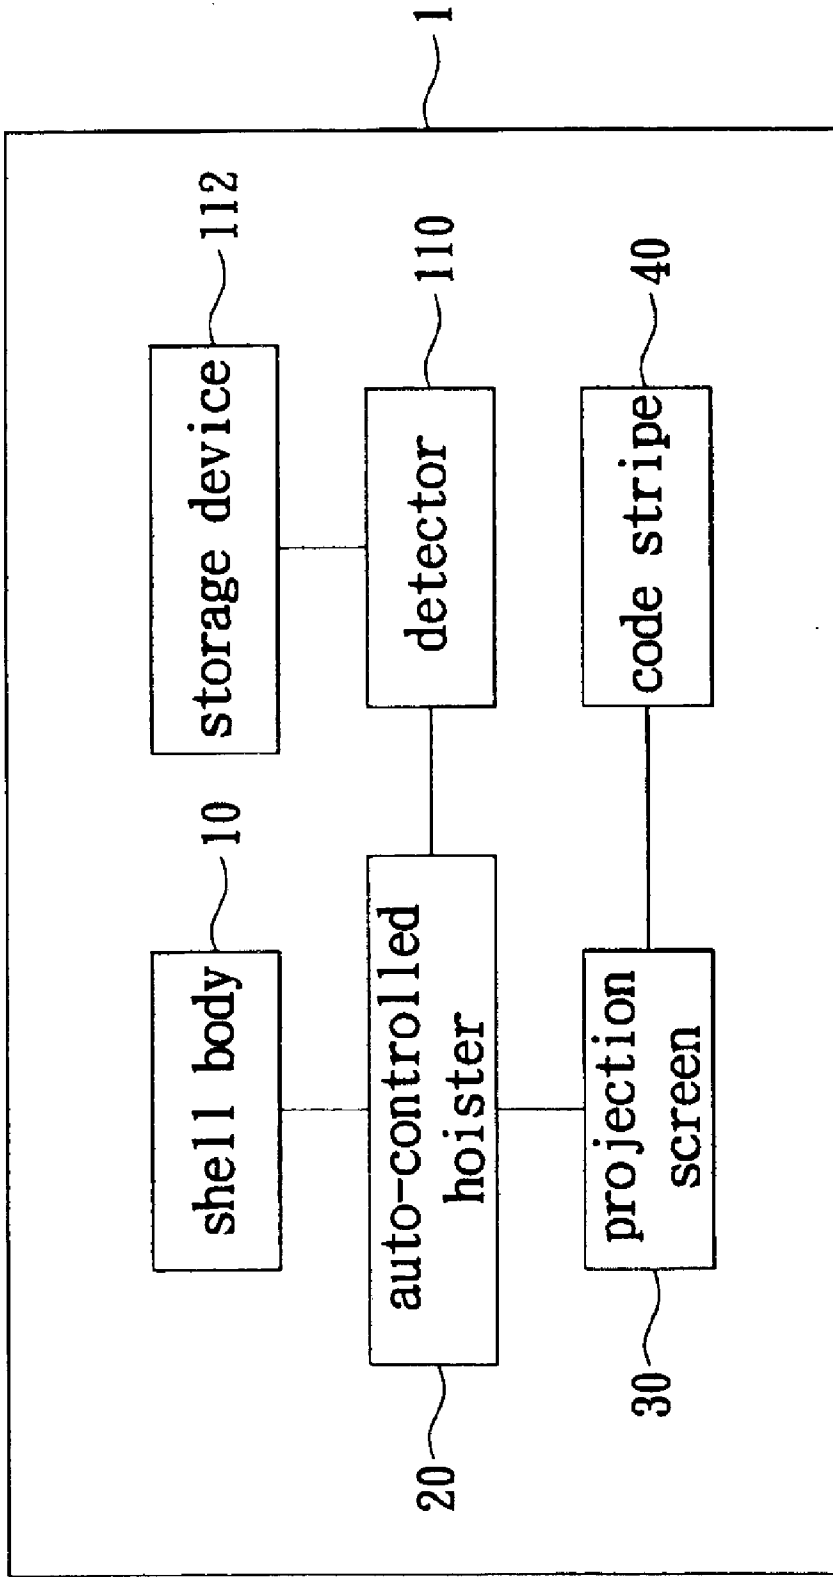 shell body
10
storage device
112
20
auto-controlled
hoister
detector
110
1
30
projection
screen
code stripe
40